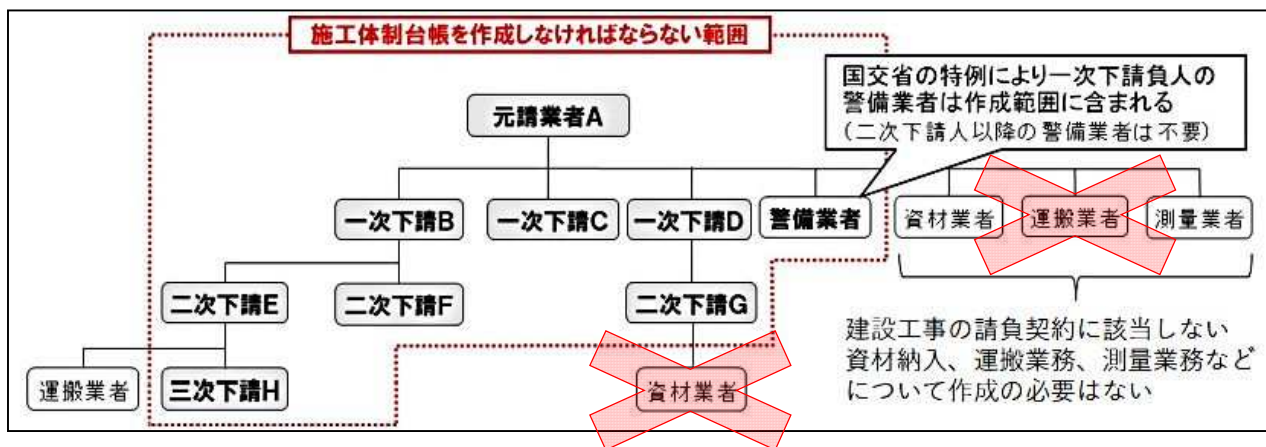 施工体制台帳を作成しなければならない範囲
国交省の特例により一次下請負人の
警備業者は作成範囲に含まれる
（二次下請人以降の警備業者は不要）
元請業者A
一次下請B
一次下請C
一次下請D
警備業者
資材業者
運搬業者
測量業者
二次下請E
二次下請F
二次下請G
建設工事の請負契約に該当しない
資材納入、運搬業務、測量業務など
について作成の必要はない
運搬業者
三次下請H
資材業者